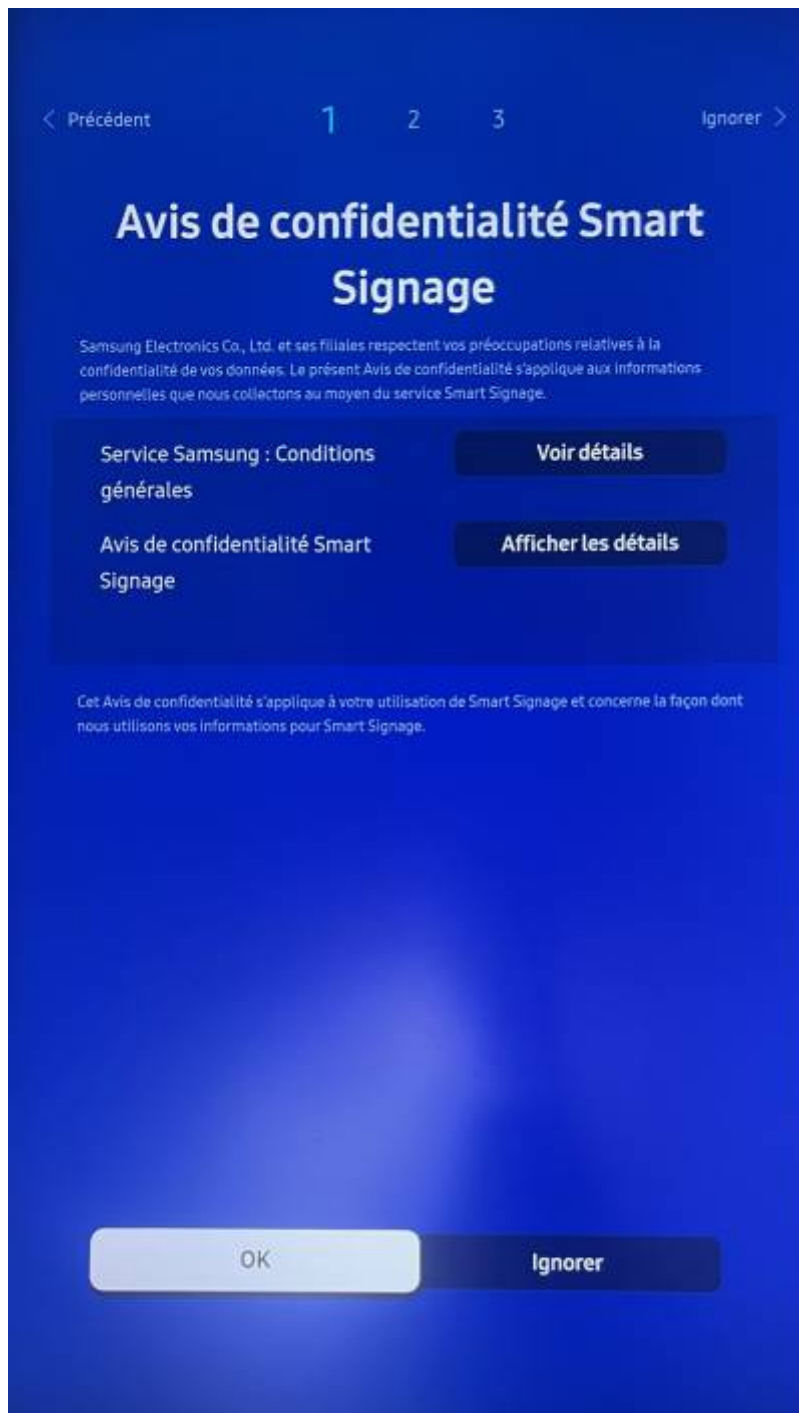 Précédent 1 2 3 Ignorer
Avis de confidentialité Smart
Signage
Samsung Electronics Co., Ltd. et ses filiales respectent vos préoccupations relatives à la
confidentialité de vos données. Le présent Avis de confidentialité s'applique aux informations
personnelles que nous collectons au moyen du service Smart Signage.
Service Samsung : Conditions
générales
Voir détails
Avis de confidentialité Smart
Signage
Afficher les détails
Cet Avis de confidentialité s'applique à votre utilisation de Smart Signage et concerne la façon dont
nous utilisons vos informations pour Smart Signage.
OK
Ignorer